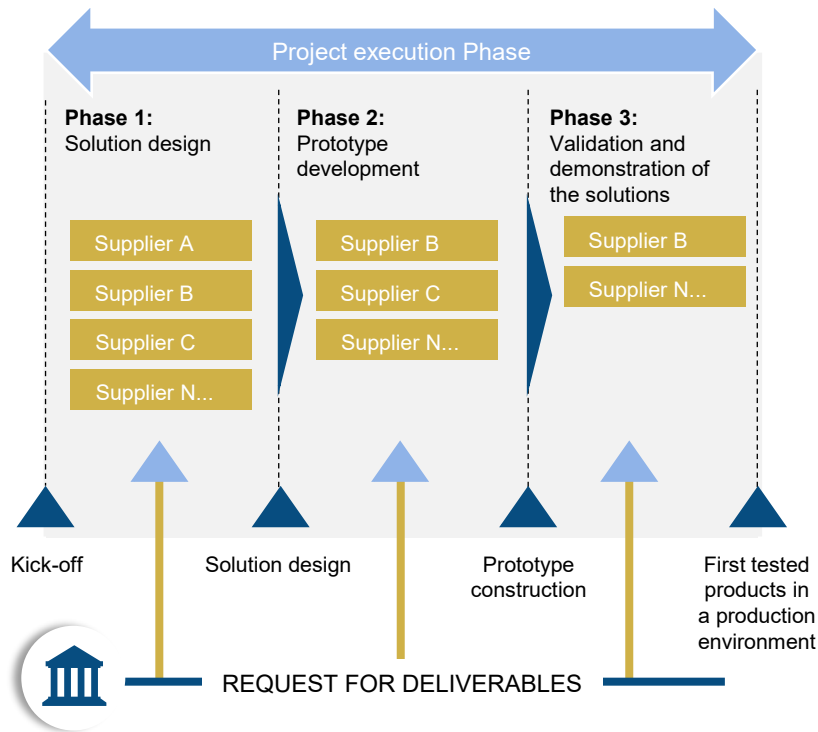 Project execution Phase
Phase 1:
Solution design
Phase 2:
Prototype
development
Phase 3:
Validation and
demonstration of
the solutions
Supplier A
Supplier B
Supplier C
Supplier N...
Supplier B
Supplier C
Supplier N...
Supplier B
Supplier N...
Kick-off
Solution design
Prototype
construction
First tested
products in
a production
environment
REQUEST FOR DELIVERABLES